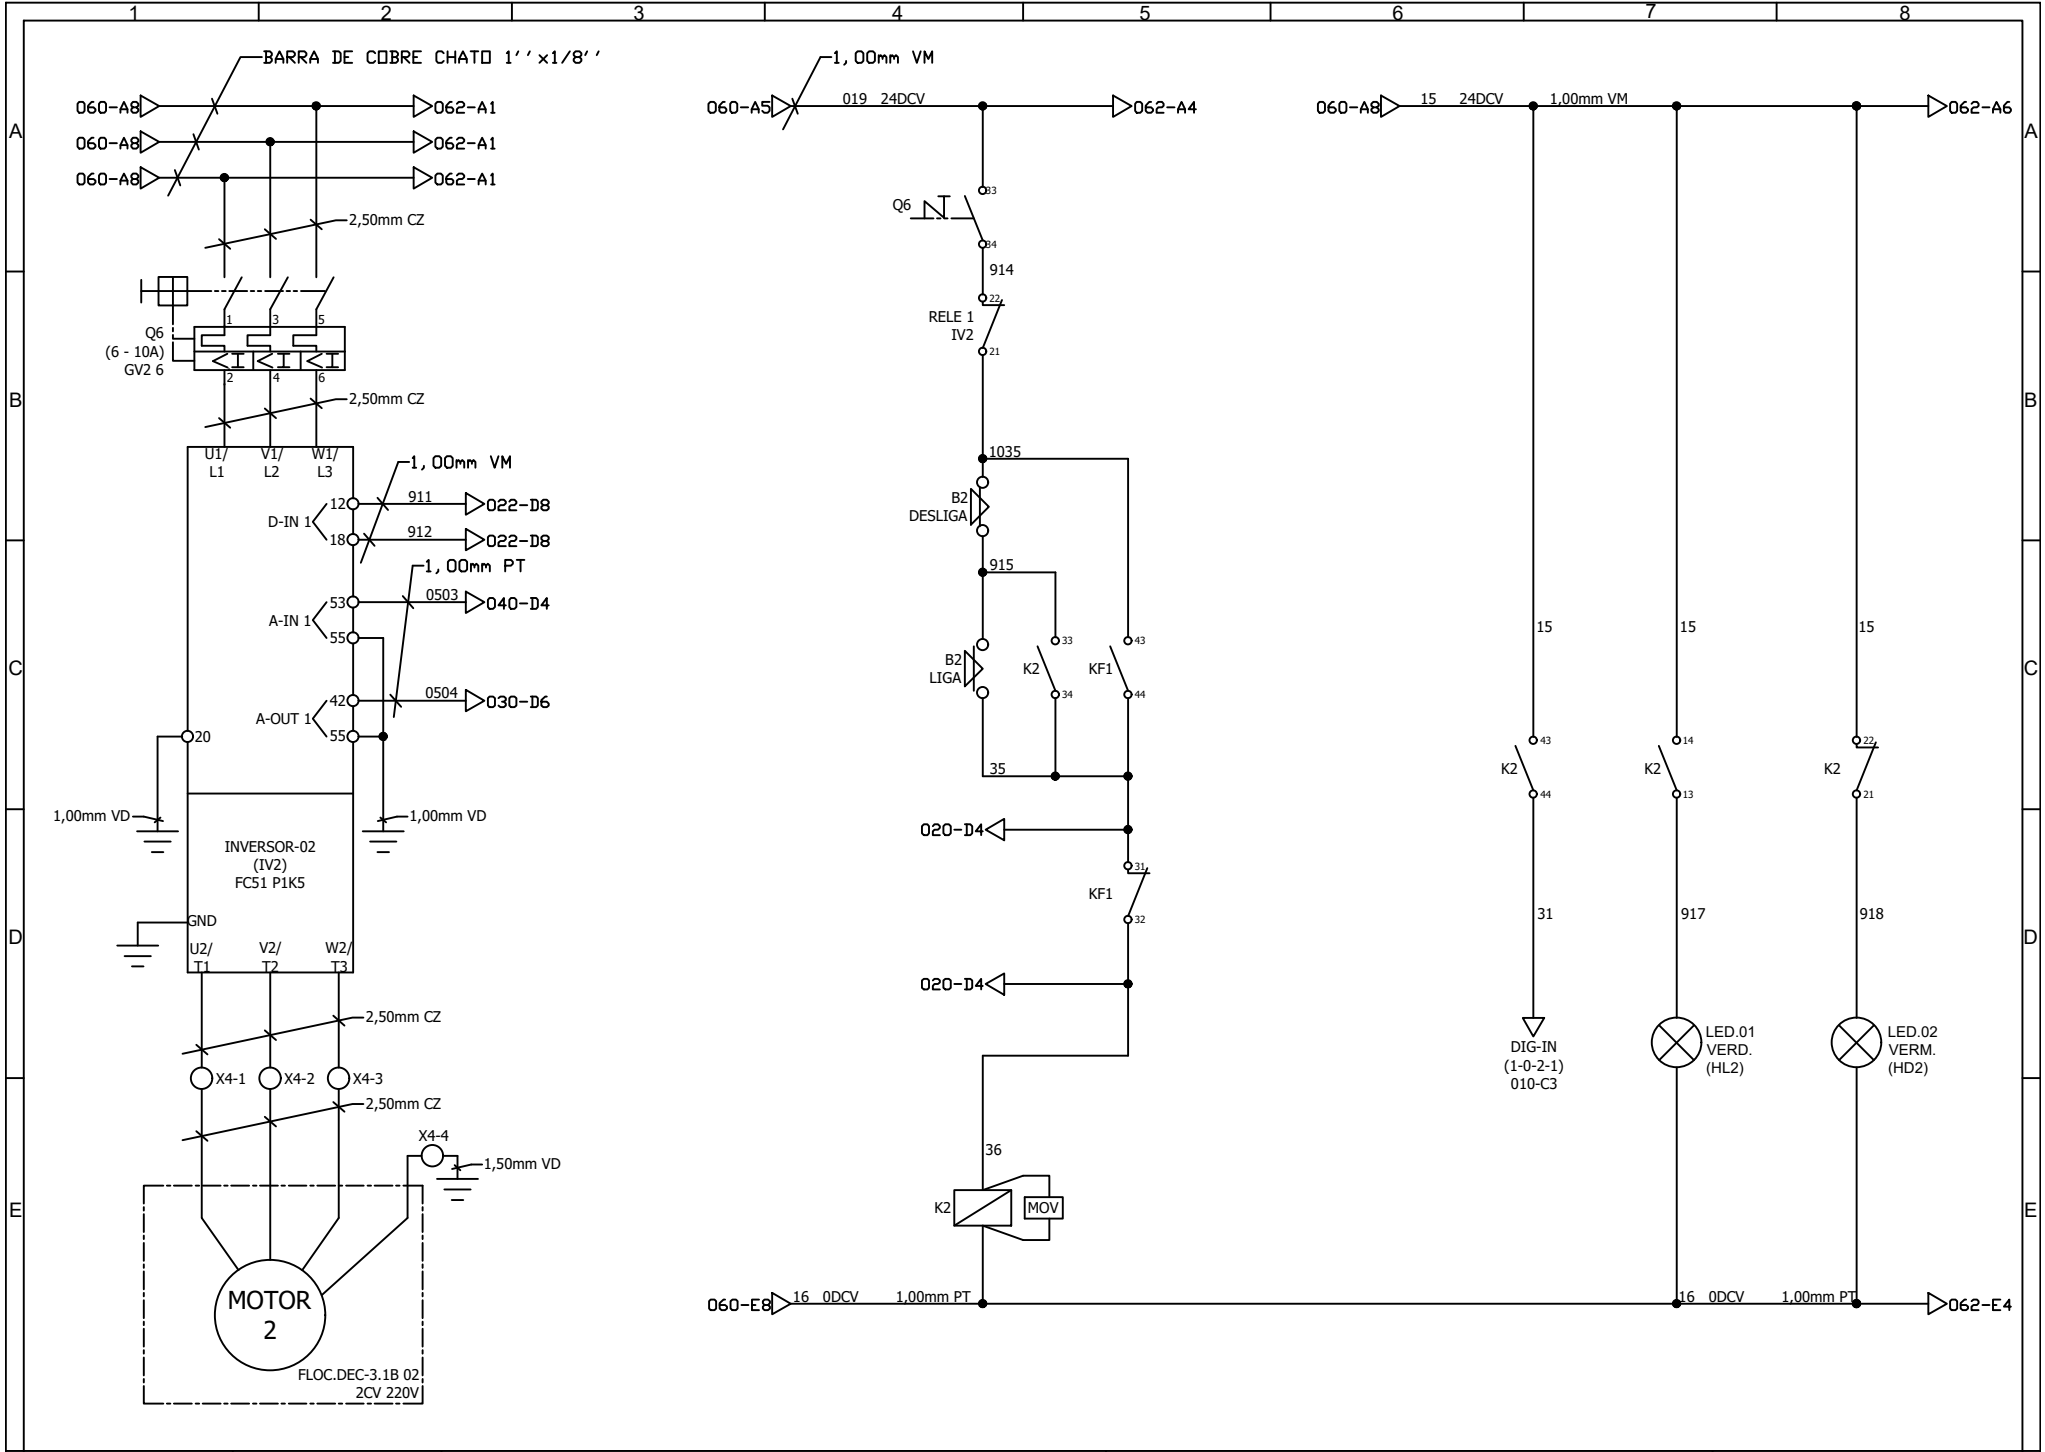 1 2 3 4 5 6 7 8
A
B
C
D
E
A
B
C
D
E
BARRA DE COBRE CHATO 1''x1/8''
060-A8
062-A1
060-A8
062-A1
060-A8
062-A1
2,50mm CZ
Q6
(6 - 10A)
GV2 6
1 3 5
2 4 6
2,50mm CZ
U1/ V1/ W1/
L1 L2 L3
1,00mm VM
12
911
022-D8
D-IN 1
18
912
022-D8
1,00mm PT
53
0503
040-D4
A-IN 1
55
42
0504
030-D6
A-OUT 1
55
20
1,00mm VD
1,00mm VD
INVERSOR-02
(IV2)
FC51 P1K5
GND
U2/ V2/ W2/
T1 T2 T3
2,50mm CZ
X4-1 X4-2 X4-3
2,50mm CZ
X4-4
1,50mm VD
MOTOR
2
FLOC.DEC-3.1B 02
2CV 220V
1,00mm VM
060-A5
019 24DCV
062-A4
33
Q6
34
914
22
RELE 1
IV2
21
1035
B2
DESLIGA
915
B2
LIGA
33
K2
34
43
KF1
44
35
020-D4
31
KF1
32
020-D4
36
K2
MOV
060-E8
16 0DCV 1,00mm PT
060-A8
15 24DCV 1,00mm VM
062-A6
15 15 15
43
K2
44
14
K2
13
22
K2
21
31 917 918
DIG-IN
(1-0-2-1)
010-C3
LED.01
VERD.
(HL2)
LED.02
VERM.
(HD2)
16 0DCV 1,00mm PT
062-E4